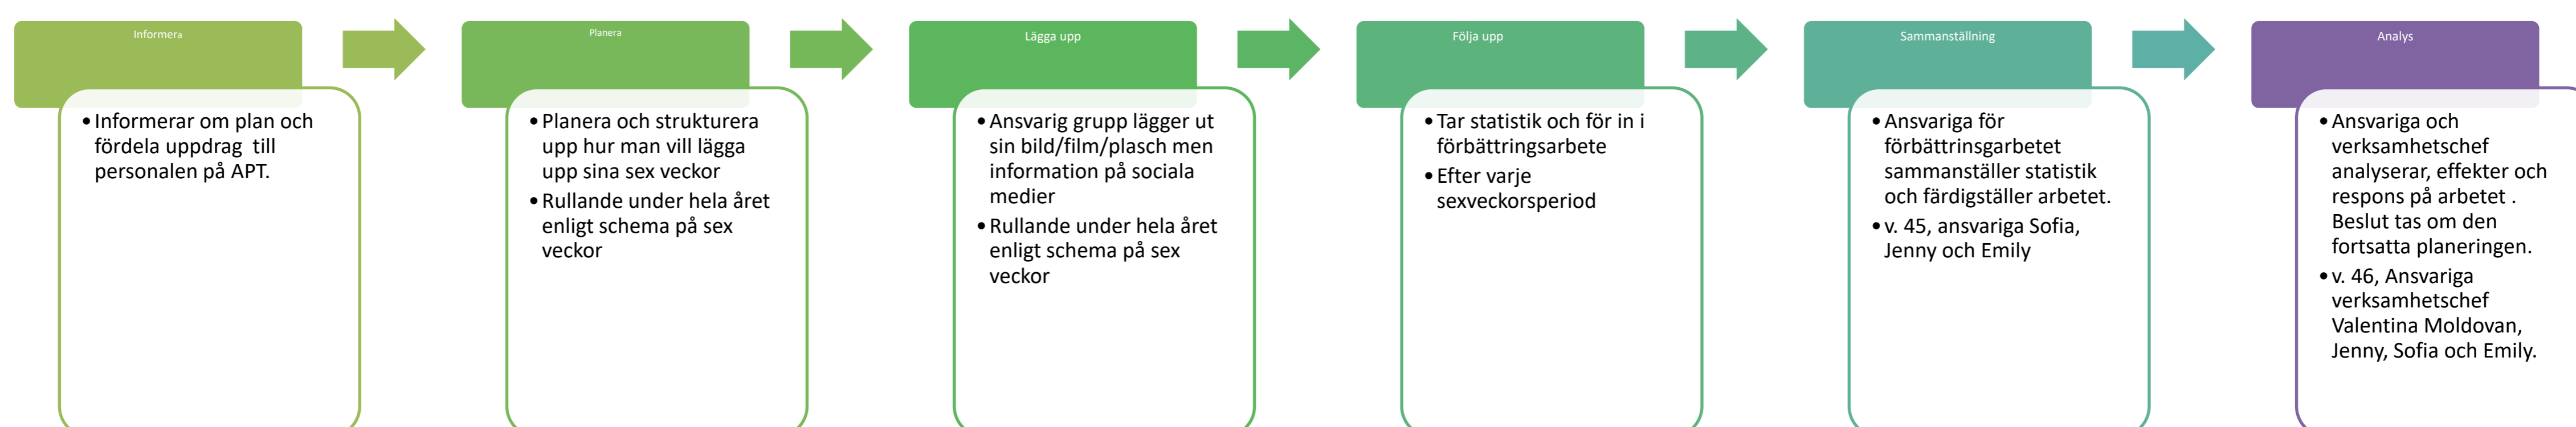 Informera
• Informerar om plan och
fördela uppdrag  till
personalen på APT.
Planera
• Planera och strukturera
upp hur man vill lägga
upp sina sex veckor
• Rullande under hela året
enligt schema på sex
veckor
Lägga upp
• Ansvarig grupp lägger ut
sin bild/film/plasch men
information på sociala
medier
• Rullande under hela året
enligt schema på sex
veckor
Följa upp
• Tar statistik och för in i
förbättringsarbete
• Efter varje
sexveckorsperiod
Sammanställning
• Ansvariga för
förbättrinsgarbetet
sammanställer statistik
och färdigställer arbetet.
• v. 45, ansvariga Sofia,
Jenny och Emily
Analys
• Ansvariga och
verksamhetschef
analyserar, effekter och
respons på arbetet .
Beslut tas om den
fortsatta planeringen.
• v. 46, Ansvariga
verksamhetschef
Valentina Moldovan,
Jenny, Sofia och Emily.